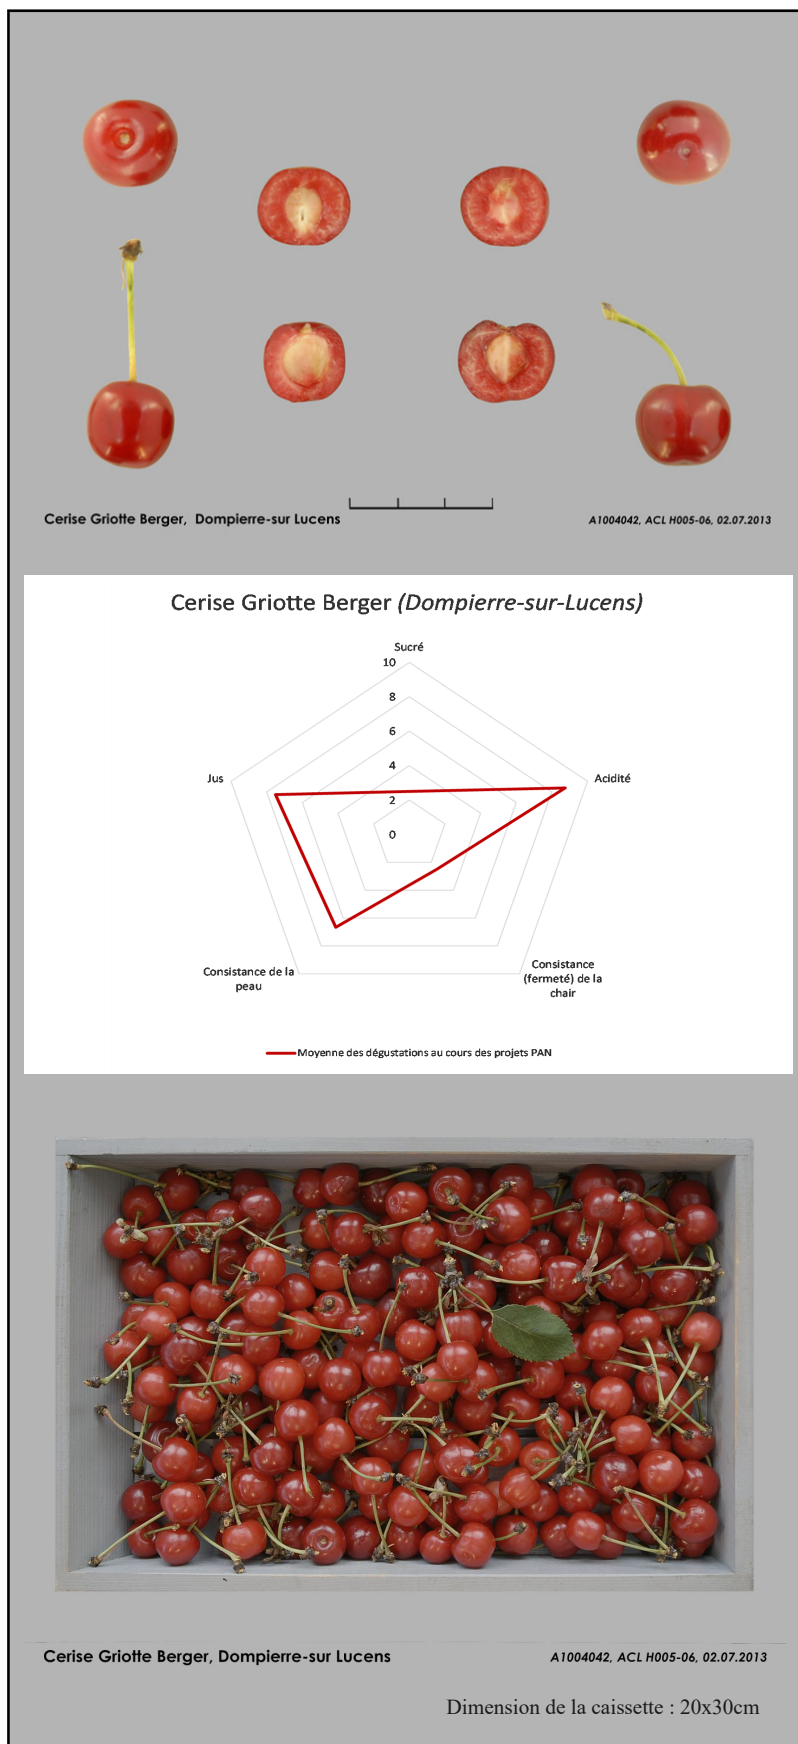 Cerise Griotte Berger,  Dompierre-sur Lucens
A1004042, ACL H005-06, 02.07.2013
Cerise Griotte Berger (Dompierre-sur-Lucens)
Sucré
10
8
6
4
2
0
Jus
Acidité
Consistance de la
peau
Consistance
(fermeté) de la
chair
Moyenne des dégustations au cours des projets PAN
Cerise Griotte Berger, Dompierre-sur Lucens
A1004042, ACL H005-06, 02.07.2013
Dimension de la caissette : 20x30cm